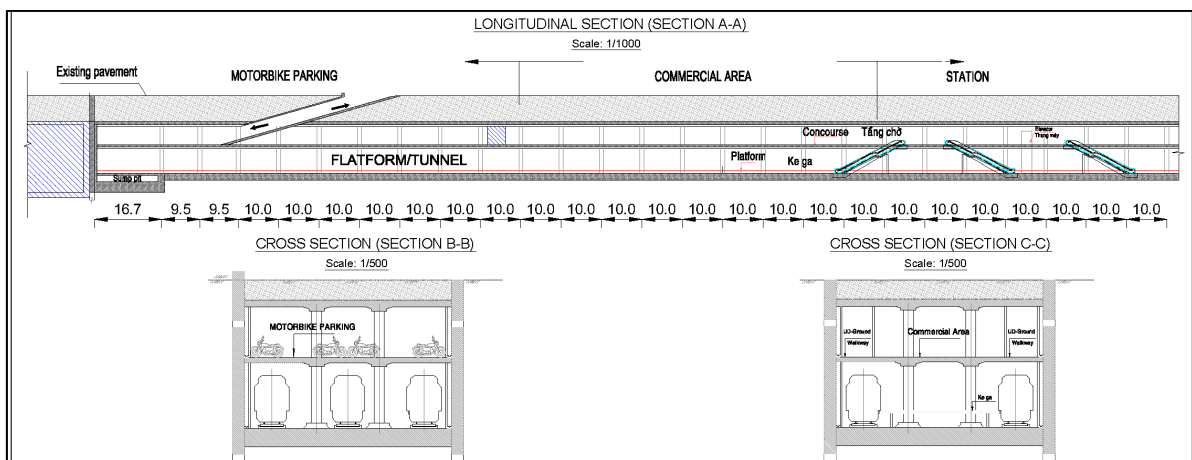 LONGITUDINAL SECTION (SECTION A-A)
Scale: 1/1000
Existing pavement
MOTORBIKE PARKING
COMMERCIAL AREA
STATION
Concourse Tầng chờ
Elevator
Thang máy
FLATFORM/TUNNEL
Platform
Ke ga
Sump pit
16.7 9.5 9.5 10.0 10.0 10.0 10.0 10.0 10.0 10.0 10.0 10.0 10.0 10.0 10.0 10.0 10.0 10.0 10.0 10.0 10.0 10.0 10.0 10.0 10.0 10.0
CROSS SECTION (SECTION B-B)
Scale: 1/500
MOTORBIKE PARKING
CROSS SECTION (SECTION C-C)
Scale: 1/500
UD-Ground
Walkway
Commercial Area
UD-Ground
Walkway
Ke ga